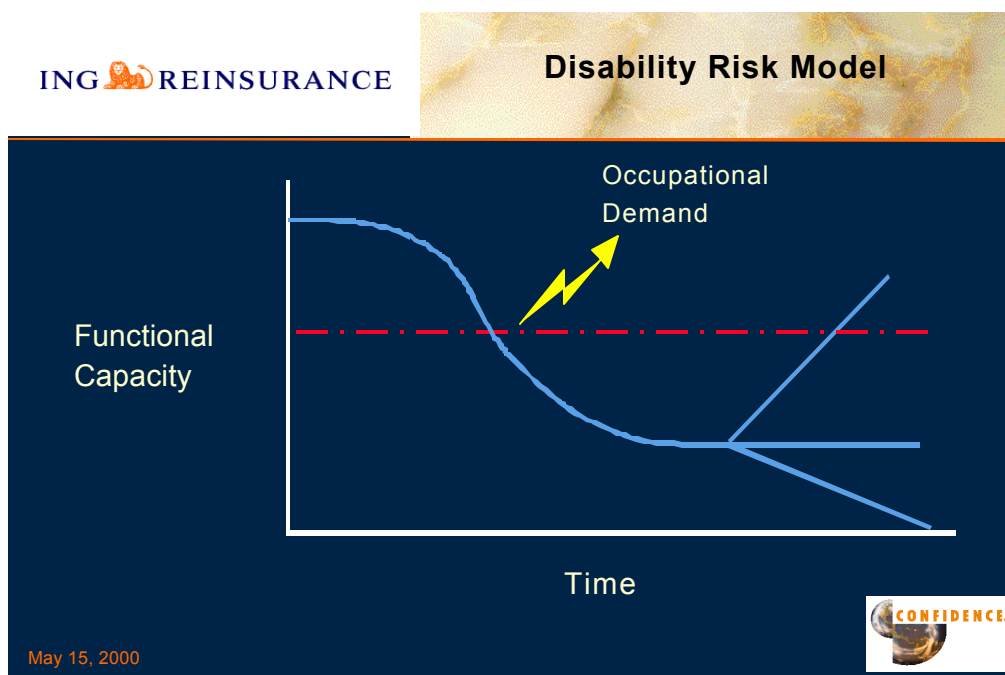 ING REINSURANCE
Disability Risk Model
Occupational
Demand
Functional
Capacity
Time
CONFIDENCE
May 15, 2000